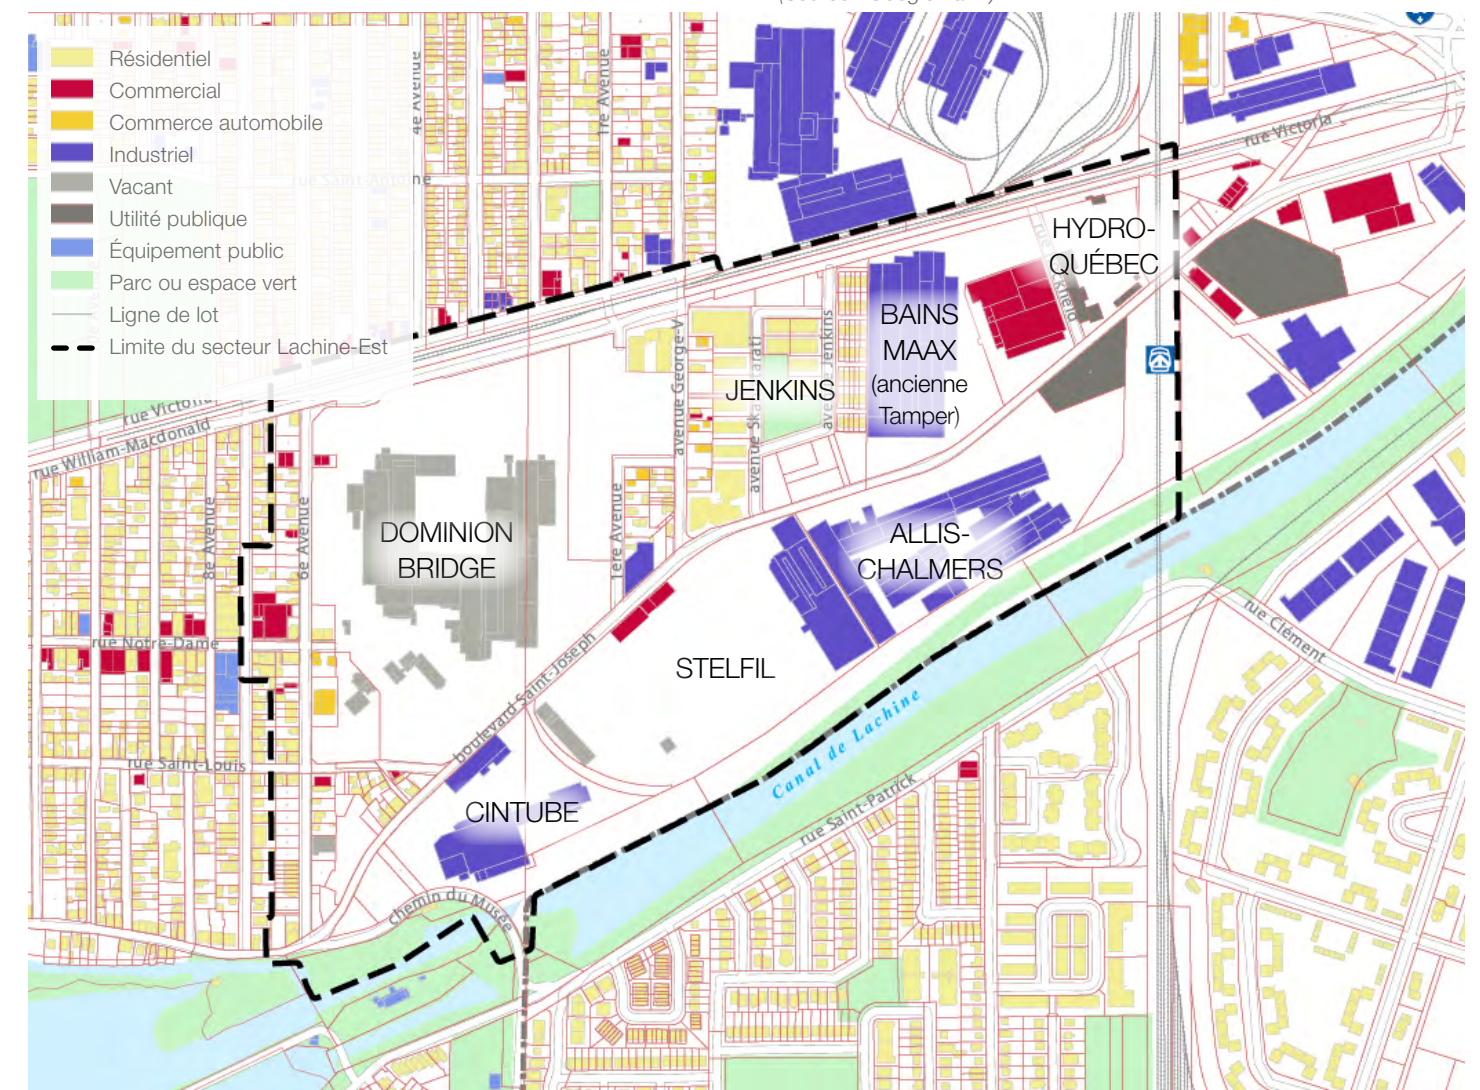 Résidentiel
Commercial
Commerce automobile
Industriel
Vacant
Utilité publique
Équipement public
Parc ou espace vert
Ligne de lot
Limite du secteur Lachine-Est
4e Avenue
1re Avenue
rue Saint-Antoine
rue Victoria
HYDRO-
QUÉBEC
BAINS
MAAX
(ancienne
Tamper)
JENKINS
avenue George-V
avenue Jenkins
rue Victoria
rue William-Macdonald
8e Avenue
6e Avenue
1ere Avenue
DOMINION
BRIDGE
ALLIS-
CHALMERS
rue Clément
rue Notre-Dame
STELFIL
boulevard Saint-Joseph
Canal de Lachine
rue Saint-Louis
CINTUBE
rue Saint-Patrick
chemin du Musée